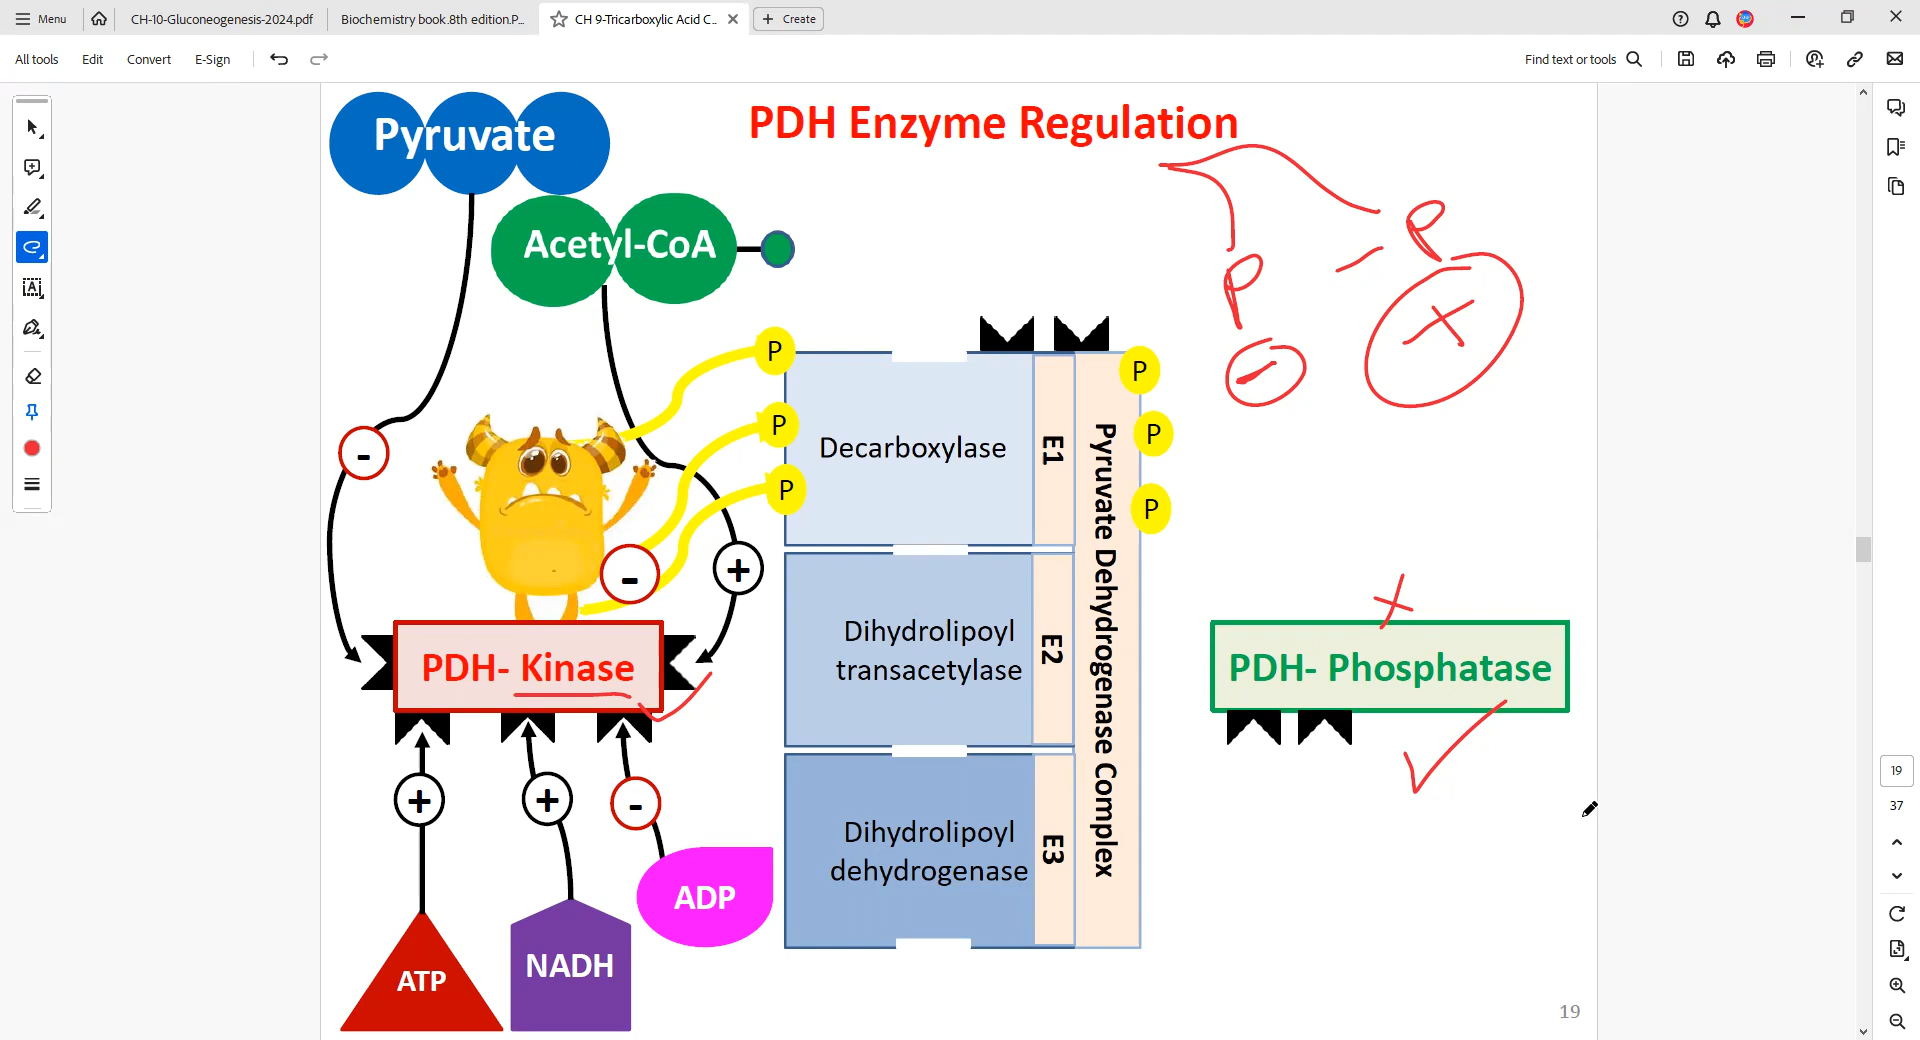 Menu
CH-10-Gluconeogenesis-2024.pdf
Biochemistry book.8th edition.P...
CH 9-Tricarboxylic Acid C...
+ Create
All tools
Edit
Convert
E-Sign
Find text or tools
PDH Enzyme Regulation
Pyruvate
Acetyl-CoA
P
P
-
+
P
P
P
Decarboxylase
E1
P
P
P
Pyruvate Dehydrogenase Complex
-
-
+
Dihydrolipoyl
transacetylase
E2
PDH- Kinase
+
PDH- Phosphatase
+
+
-
Dihydrolipoyl
dehydrogenase
E3
ADP
ATP
NADH
19
19
37